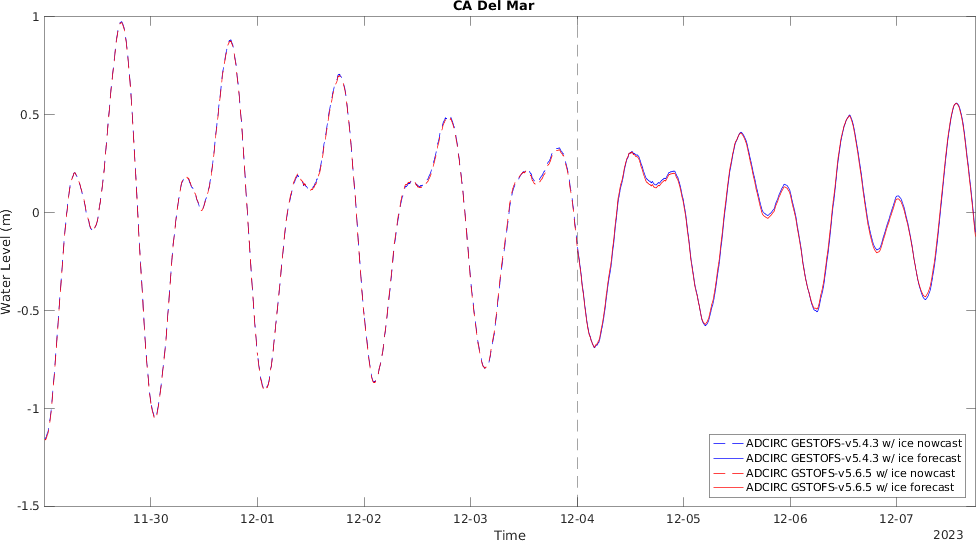 CA Del Mar
1
0.5
0
-0.5
-1
-1.5
Water Level (m)
11-30
12-01
12-02
12-03
12-04
12-05
12-06
12-07
Time
2023
ADCIRC GESTOFS-v5.4.3 w/ ice nowcast
ADCIRC GESTOFS-v5.4.3 w/ ice forecast
ADCIRC GSTOFS-v5.6.5 w/ ice nowcast
ADCIRC GSTOFS-v5.6.5 w/ ice forecast